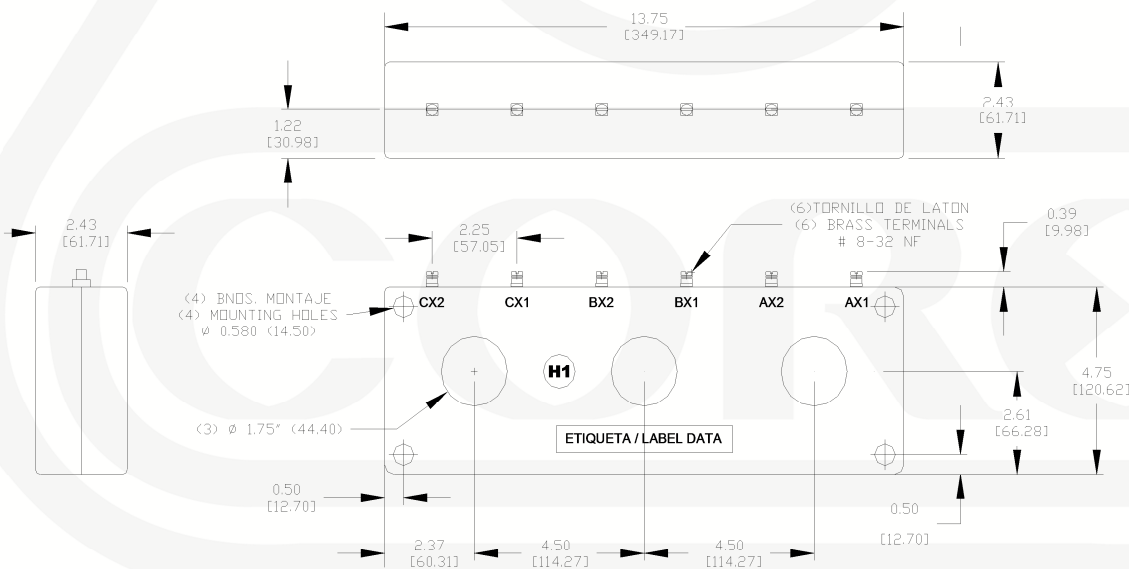 13.75
[349.17]
2.43
[61.71]
1.22
[30.98]
2.43
[61.71]
2.25
[57.05]
(6)TORNILLO DE LATON
(6) BRASS TERMINALS
# 8-32 NF
0.39
[9.98]
(4) BNOS. MONTAJE
(4) MOUNTING HOLES
ø 0.580 (14.50)
CX2 CX1 BX2 BX1 AX2 AX1
H1
4.75
[120.62]
2.61
[66.28]
(3) ø 1.75" (44.40)
ETIQUETA / LABEL DATA
0.50
[12.70]
0.50
[12.70]
2.37
[60.31]
4.50
[114.27]
4.50
[114.27]